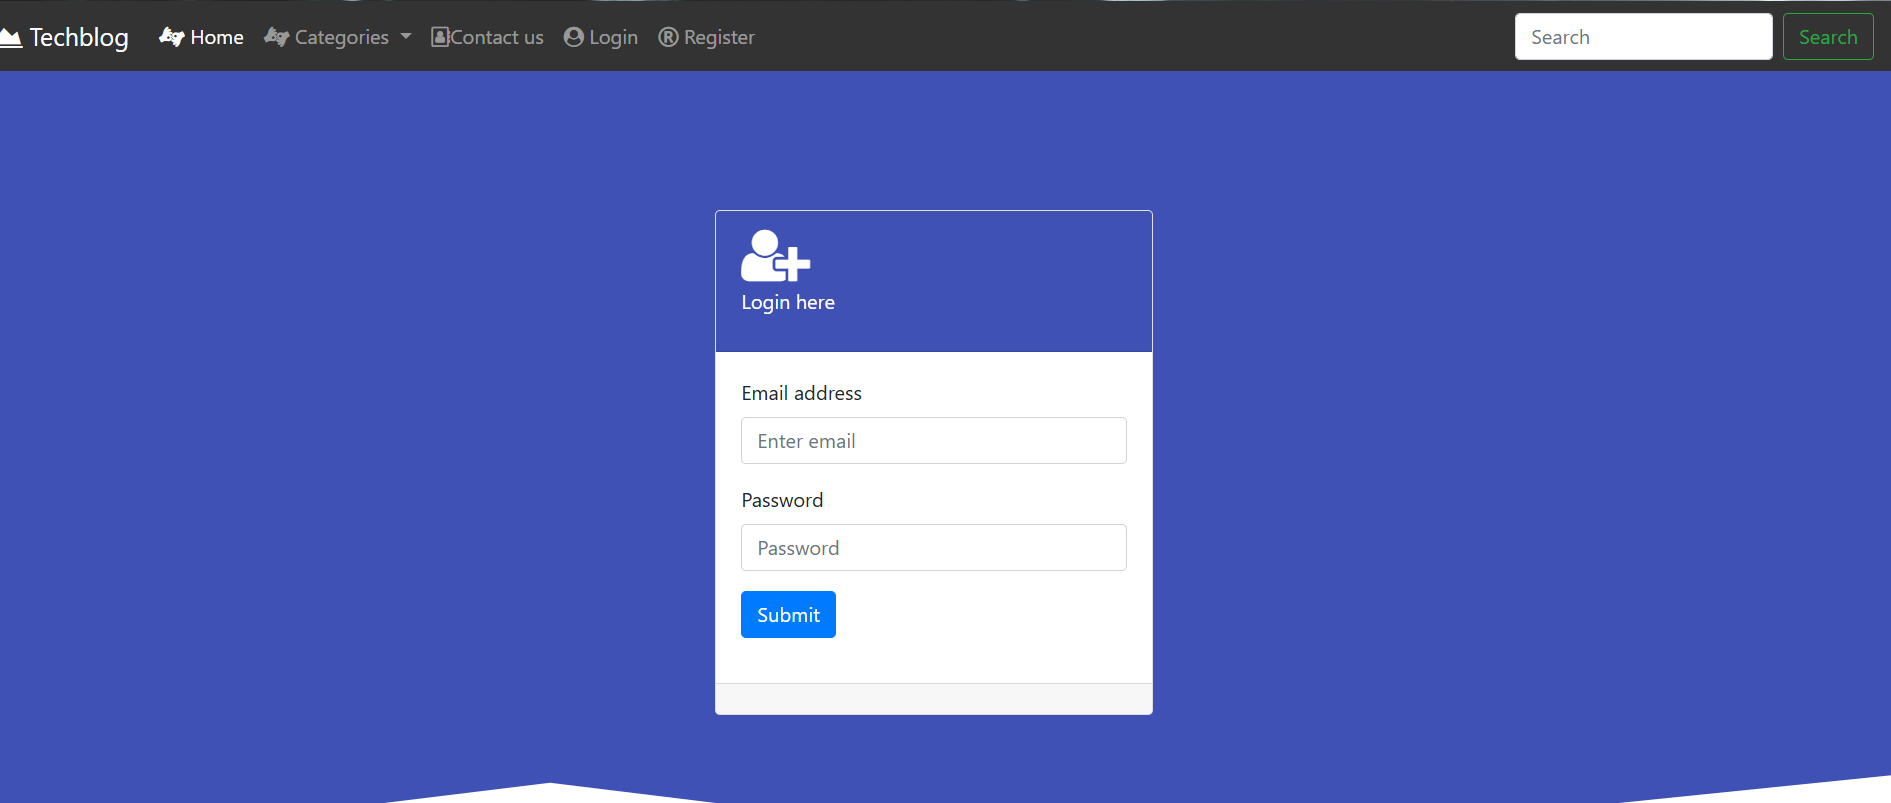 Techblog Home Categories Contact us Login Register Search Search
Login here
Email address
Enter email
Password
Password
Submit